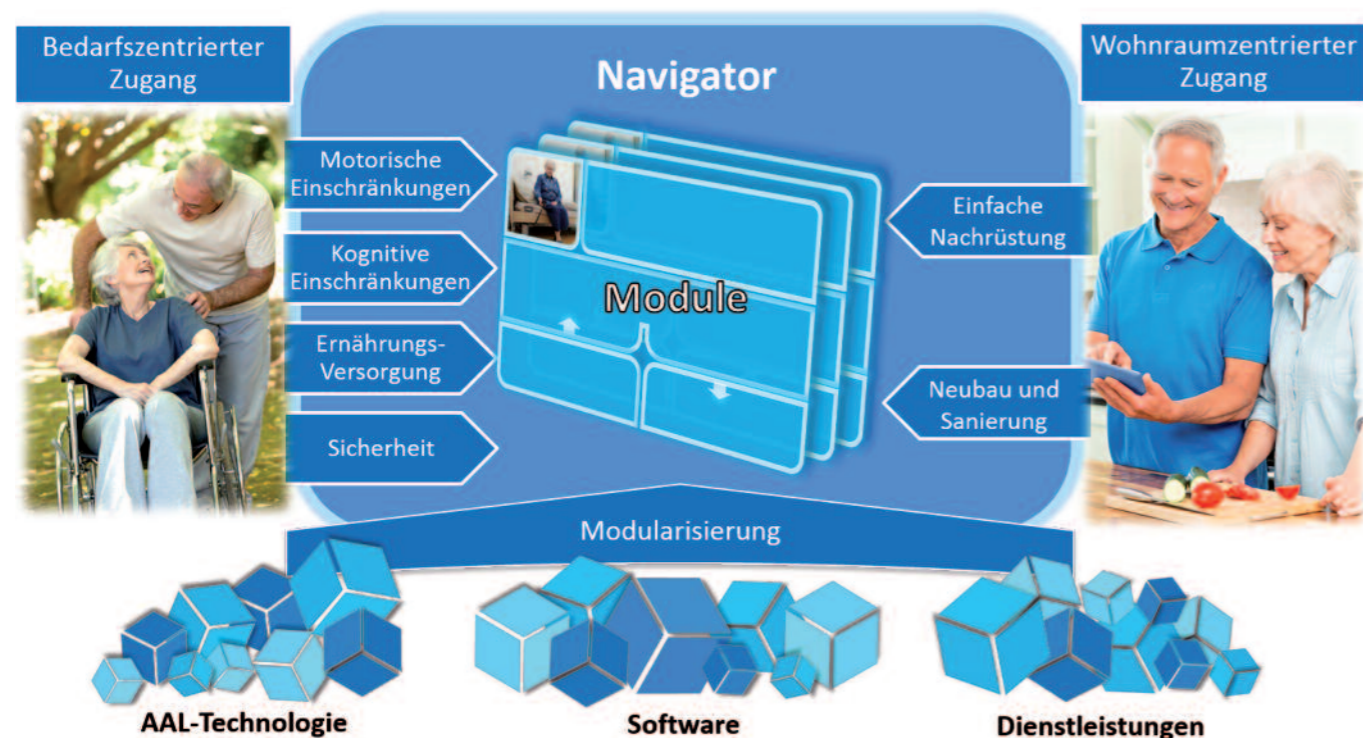 Bedarfszentrierter
Zugang
Navigator
Wohnraumzentrierter
Zugang
Motorische
Einschränkungen
Kognitive
Einschränkungen
Ernährungs-
Versorgung
Sicherheit
Module
Einfache
Nachrüstung
Neubau und
Sanierung
Modularisierung
AAL-Technologie
Software
Dienstleistungen